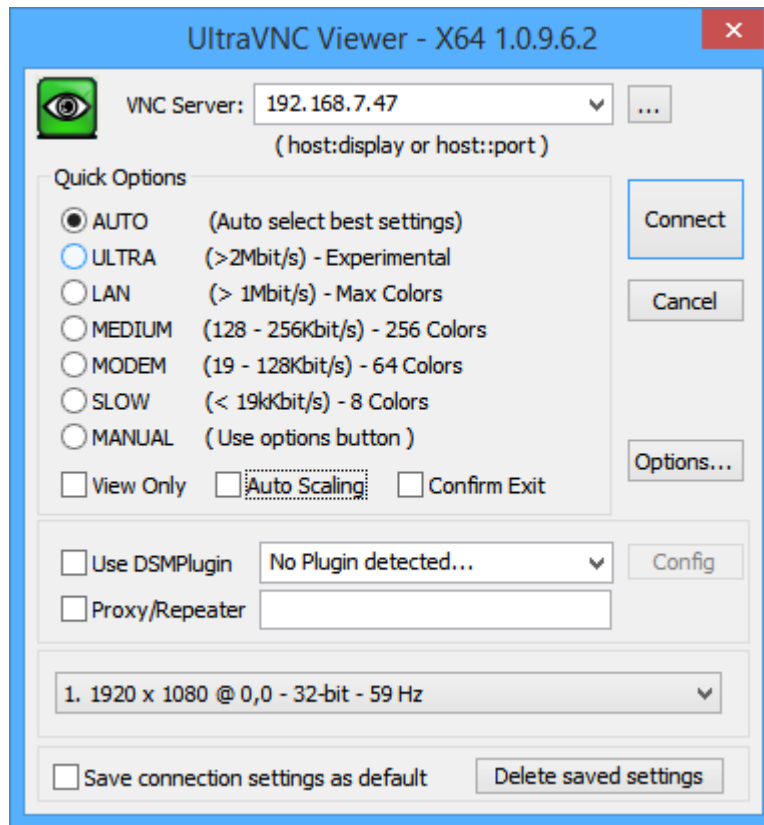 UltraVNC Viewer - X64 1.0.9.6.2
VNC Server: 192.168.7.47 ...
( host:display or host::port )
Quick Options
AUTO (Auto select best settings)
Connect
ULTRA (>2Mbit/s) - Experimental
LAN (> 1Mbit/s) - Max Colors
Cancel
MEDIUM (128 - 256Kbit/s) - 256 Colors
MODEM (19 - 128Kbit/s) - 64 Colors
SLOW (< 19kKbit/s) - 8 Colors
MANUAL ( Use options button )
Options...
View Only Auto Scaling Confirm Exit
Use DSMPlugin No Plugin detected... Config
Proxy/Repeater
1. 1920 x 1080 @ 0,0 - 32-bit - 59 Hz
Save connection settings as default Delete saved settings